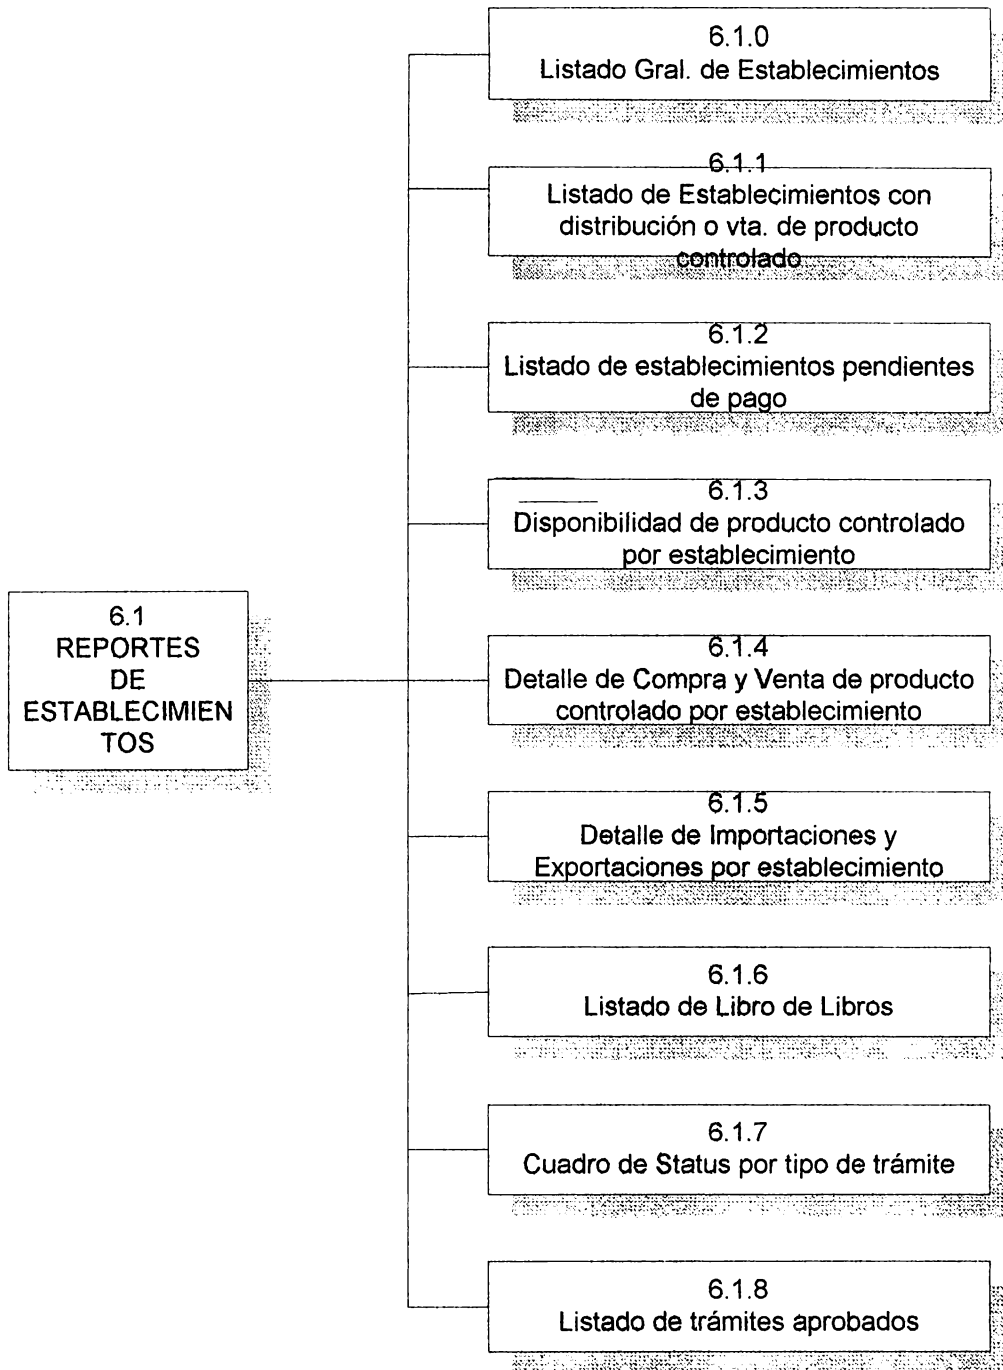 6.1.0
Listado Gral. de Establecimientos
6.1.1
Listado de Establecimientos con
distribución o vta. de producto
controlado
6.1.2
Listado de establecimientos pendientes
de pago
6.1.3
Disponibilidad de producto controlado
por establecimiento
6.1
REPORTES
DE
ESTABLECIMIEN
TOS
6.1.4
Detalle de Compra y Venta de producto
controlado por establecimiento
6.1.5
Detalle de Importaciones y
Exportaciones por establecimiento
6.1.6
Listado de Libro de Libros
6.1.7
Cuadro de Status por tipo de trámite
6.1.8
Listado de trámites aprobados